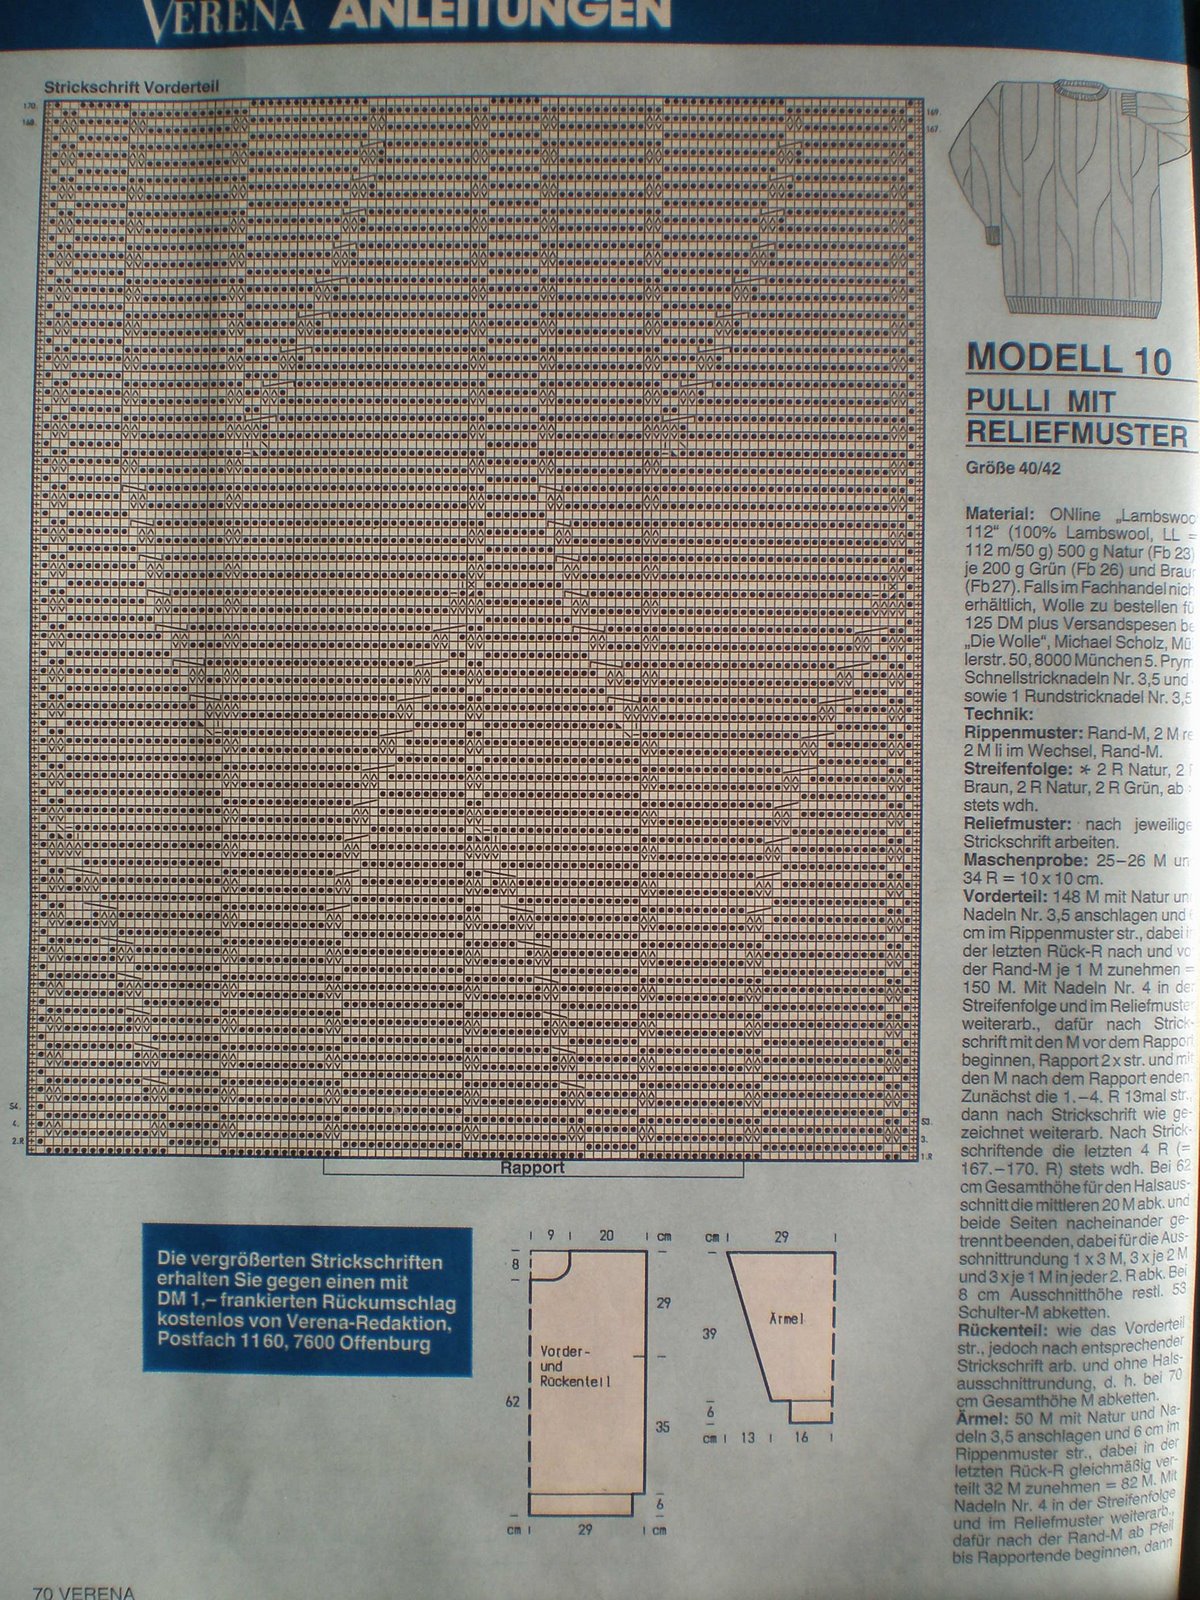 VERENA ANLEITUNGEN
Strickschrift Vorderteil
170.
168.
169.
167.
54.
4.
2.R
53.
3.
1.R
Rapport
MODELL 10
PULLI MIT
RELIEFMUSTER
Größe 40/42
Material: ONline „Lambswoo
112“ (100% Lambswool, LL =
112 m/50 g) 500 g Natur (Fb 23)
je 200 g Grün (Fb 26) und Braun
(Fb 27). Falls im Fachhandel nich
erhältlich, Wolle zu bestellen fü
125 DM plus Versandspesen be
„Die Wolle“, Michael Scholz, Mü
lerstr. 50, 8000 München 5. Prym
Schnellstricknadeln Nr. 3,5 und
sowie 1 Rundstricknadel Nr. 3,5
Technik:
Rippenmuster: Rand-M, 2 M re
2 M li im Wechsel, Rand-M.
Streifenfolge: * 2 R Natur, 2
Braun, 2 R Natur, 2 R Grün, ab
stets wdh.
Reliefmuster: nach jeweilige
Strickschrift arbeiten.
Maschenprobe: 25–26 M un
34 R = 10 x 10 cm.
Vorderteil: 148 M mit Natur un
Nadeln Nr. 3,5 anschlagen und
cm im Rippenmuster str., dabei in
der letzten Rück-R nach und vo
der Rand-M je 1 M zunehmen =
150 M. Mit Nadeln Nr. 4 in der
Streifenfolge und im Reliefmuste
weiterarb., dafür nach Strick-
schrift mit den M vor dem Rapport
beginnen, Rapport 2 x str. und mit
den M nach dem Rapport enden.
Zunächst die 1.–4. R 13mal str.,
dann nach Strickschrift wie ge-
zeichnet weiterarb. Nach Strick-
schriftende die letzten 4 R (=
167.–170. R) stets wdh. Bei 62
cm Gesamthöhe für den Halsaus-
schnitt die mittleren 20 M abk. und
beide Seiten nacheinander ge-
trennt beenden, dabei für die Aus-
schnittrundung 1 x 3 M, 3 x je 2 M
und 3 x je 1 M in jeder 2. R abk. Bei
8 cm Ausschnitthöhe restl. 53
Schulter-M abketten.
Rückenteil: wie das Vorderteil
str., jedoch nach entsprechender
Strickschrift arb. und ohne Hals-
ausschnittrundung, d. h. bei 70
cm Gesamthöhe M abketten.
Ärmel: 50 M mit Natur und Na-
deln 3,5 anschlagen und 6 cm im
Rippenmuster str., dabei in der
letzten Rück-R gleichmäßig ver-
teilt 32 M zunehmen = 82 M. Mit
Nadeln Nr. 4 in der Streifenfolge
und im Reliefmuster weiterarb.,
dafür nach der Rand-M ab Pfeil
bis Rapportende beginnen, dann
Die vergrößerten Strickschriften
erhalten Sie gegen einen mit
DM 1,– frankierten Rückumschlag
kostenlos von Verena-Redaktion,
Postfach 11 60, 7600 Offenburg
9 20 cm
8
29
Vorder-
und
Rückenteil
62
35
6
cm 29 cm
cm 29
39
Ärmel
6
cm 13 16
70 VERENA